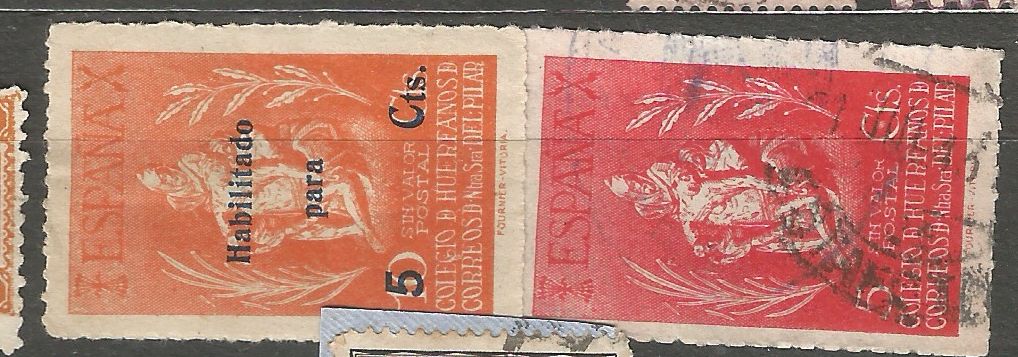 ESPAÑA X
Habilitado
para
5 Cts.
SIN VALOR
POSTAL
COLEGIO D HUERFANOS D
CORREOS D Ntra Sra DEL PILAR
FOURNIER-VITORIA
ESPAÑA X
5 Cts.
SIN VALOR
POSTAL
COLEGIO D HUERFANOS D
CORREOS D Ntra Sra DEL PILAR